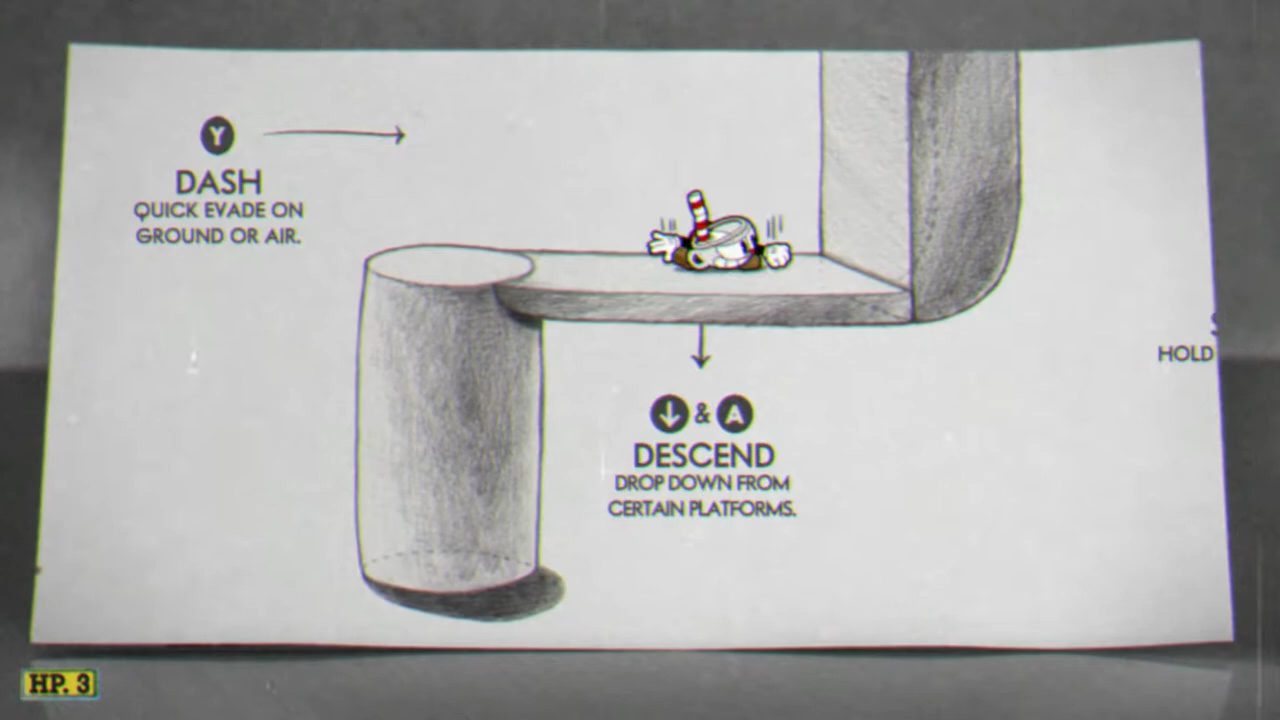 Y
DASH
QUICK EVADE ON
GROUND OR AIR.
& A
DESCEND
DROP DOWN FROM
CERTAIN PLATFORMS.
HOLD
HP. 3